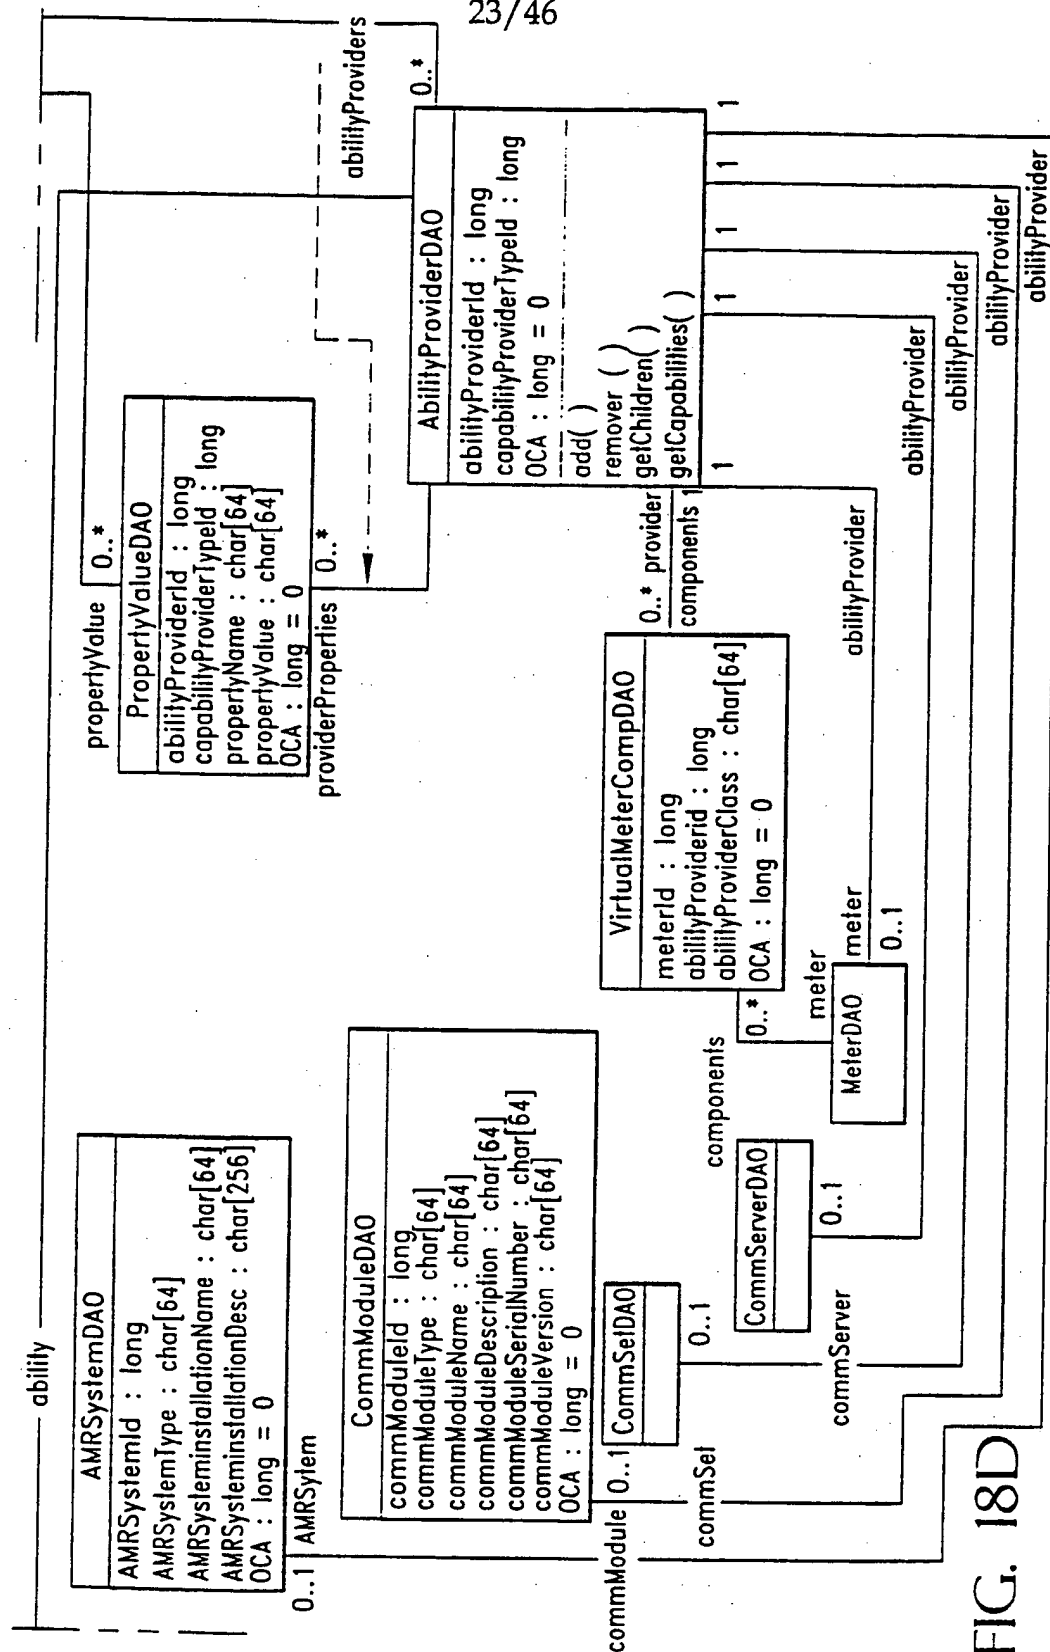 23/46
ability
propertyValue
0..*
PropertyValueDAO
abilityProviderId : long
capabilityProviderTypeId : long
propertyName : char[64]
propertyValue : char[64]
OCA : long = 0
providerProperties
0..*
abilityProviders
0..*
AbilityProviderDAO
abilityProviderId : long
capabilityProviderTypeId : long
OCA : long = 0
add( )
remover ( )
getChildren( )
getCapabilities( )
AMRSystemDAO
AMRSystemId : long
AMRSystemType : char[64]
AMRSysteminstallationName : char[64]
AMRSysteminstallationDesc : char[256]
OCA : long = 0
0..1
AMRSytem
CommModuleDAO
commModuleId : long
commModuleType : char[64]
commModuleName : char[64]
commModuleDescription : char[64]
commModuleSerialNumber : char[64]
commModuleVersion : char[64]
OCA : long = 0
commModule
0..1
CommSetDAO
0..1
commSet
CommServerDAO
0..1
commServer
VirtualMeterCompDAO
meterId : long
abilityProviderid : long
abilityProviderClass : char[64]
OCA : long = 0
0..* provider
components 1
components
0..*
meter
MeterDAO
meter
0..1
abilityProvider
1
abilityProvider
1
abilityProvider
1
abilityProvider
1
abilityProvider
1
FIG. 18D